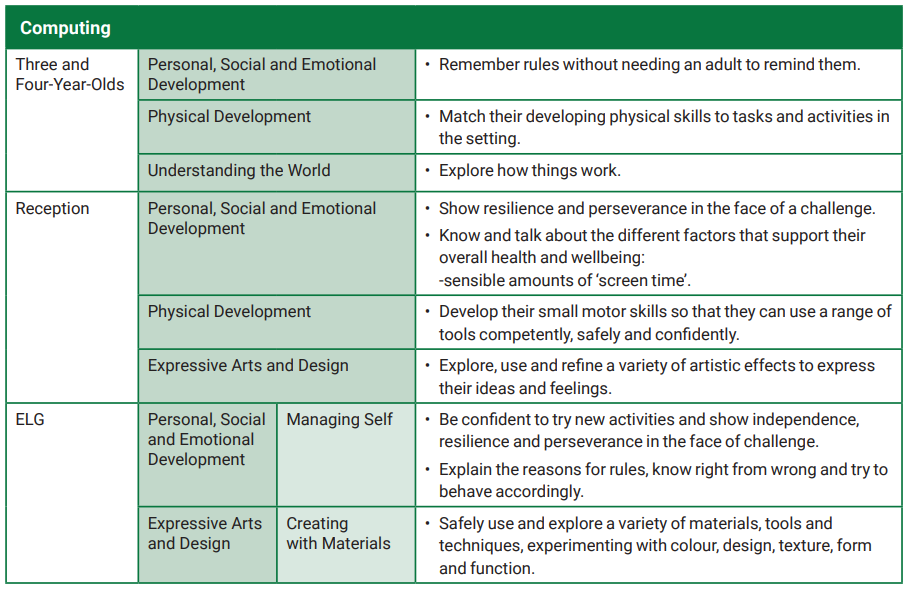 Computing
Three and
Four-Year-Olds
Personal, Social and Emotional
Development
• Remember rules without needing an adult to remind them.
Physical Development
• Match their developing physical skills to tasks and activities in
the setting.
Understanding the World
• Explore how things work.
Reception
Personal, Social and Emotional
Development
• Show resilience and perseverance in the face of a challenge.
• Know and talk about the different factors that support their
overall health and wellbeing:
-sensible amounts of ‘screen time’.
Physical Development
• Develop their small motor skills so that they can use a range of
tools competently, safely and confidently.
Expressive Arts and Design
• Explore, use and refine a variety of artistic effects to express
their ideas and feelings.
ELG
Personal, Social
and Emotional
Development
Managing Self
• Be confident to try new activities and show independence,
resilience and perseverance in the face of challenge.
• Explain the reasons for rules, know right from wrong and try to
behave accordingly.
Expressive Arts
and Design
Creating
with Materials
• Safely use and explore a variety of materials, tools and
techniques, experimenting with colour, design, texture, form
and function.